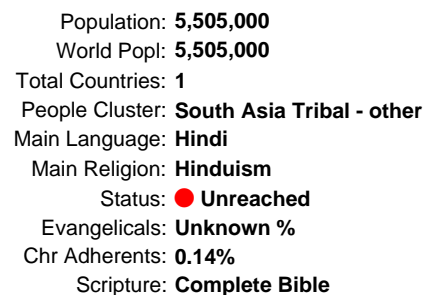 Population: 5,505,000
World Popl: 5,505,000
Total Countries: 1
People Cluster: South Asia Tribal - other
Main Language: Hindi
Main Religion: Hinduism
Status: Unreached
Evangelicals: Unknown %
Chr Adherents: 0.14%
Scripture: Complete Bible